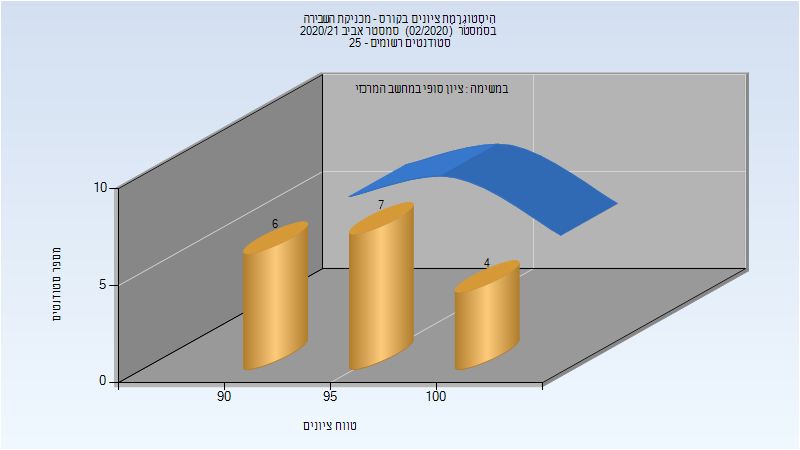 היסטוגרמת ציונים בקורס - מכניקת השבירה
בסמסטר (02/2020) סמסטר אביב 2020/21
סטודנטים רשומים - 25
במשימה : ציון סופי במחשב המרכזי
מספר סטודנטים
10
5
0
6
7
4
90
95
100
טווח ציונים